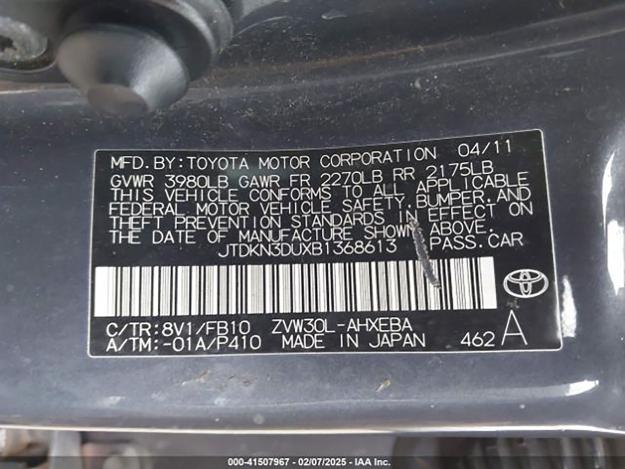 MFD. BY: TOYOTA MOTOR CORPORATION 04/11
GVWR 3980LB GAWR FR 2270LB RR 2175LB
THIS VEHICLE CONFORMS TO ALL APPLICABLE
FEDERAL MOTOR VEHICLE SAFETY, BUMPER, AND
THEFT PREVENTION STANDARDS IN EFFECT ON
THE DATE OF MANUFACTURE SHOWN ABOVE.
JTDKN3DUXB1368613 PASS. CAR
C/TR: 8V1/FB10 ZVW30L-AHXEBA
A/TM: -01A/P410 MADE IN JAPAN 462 A
000-41507967 - 02/07/2025 - IAA Inc.